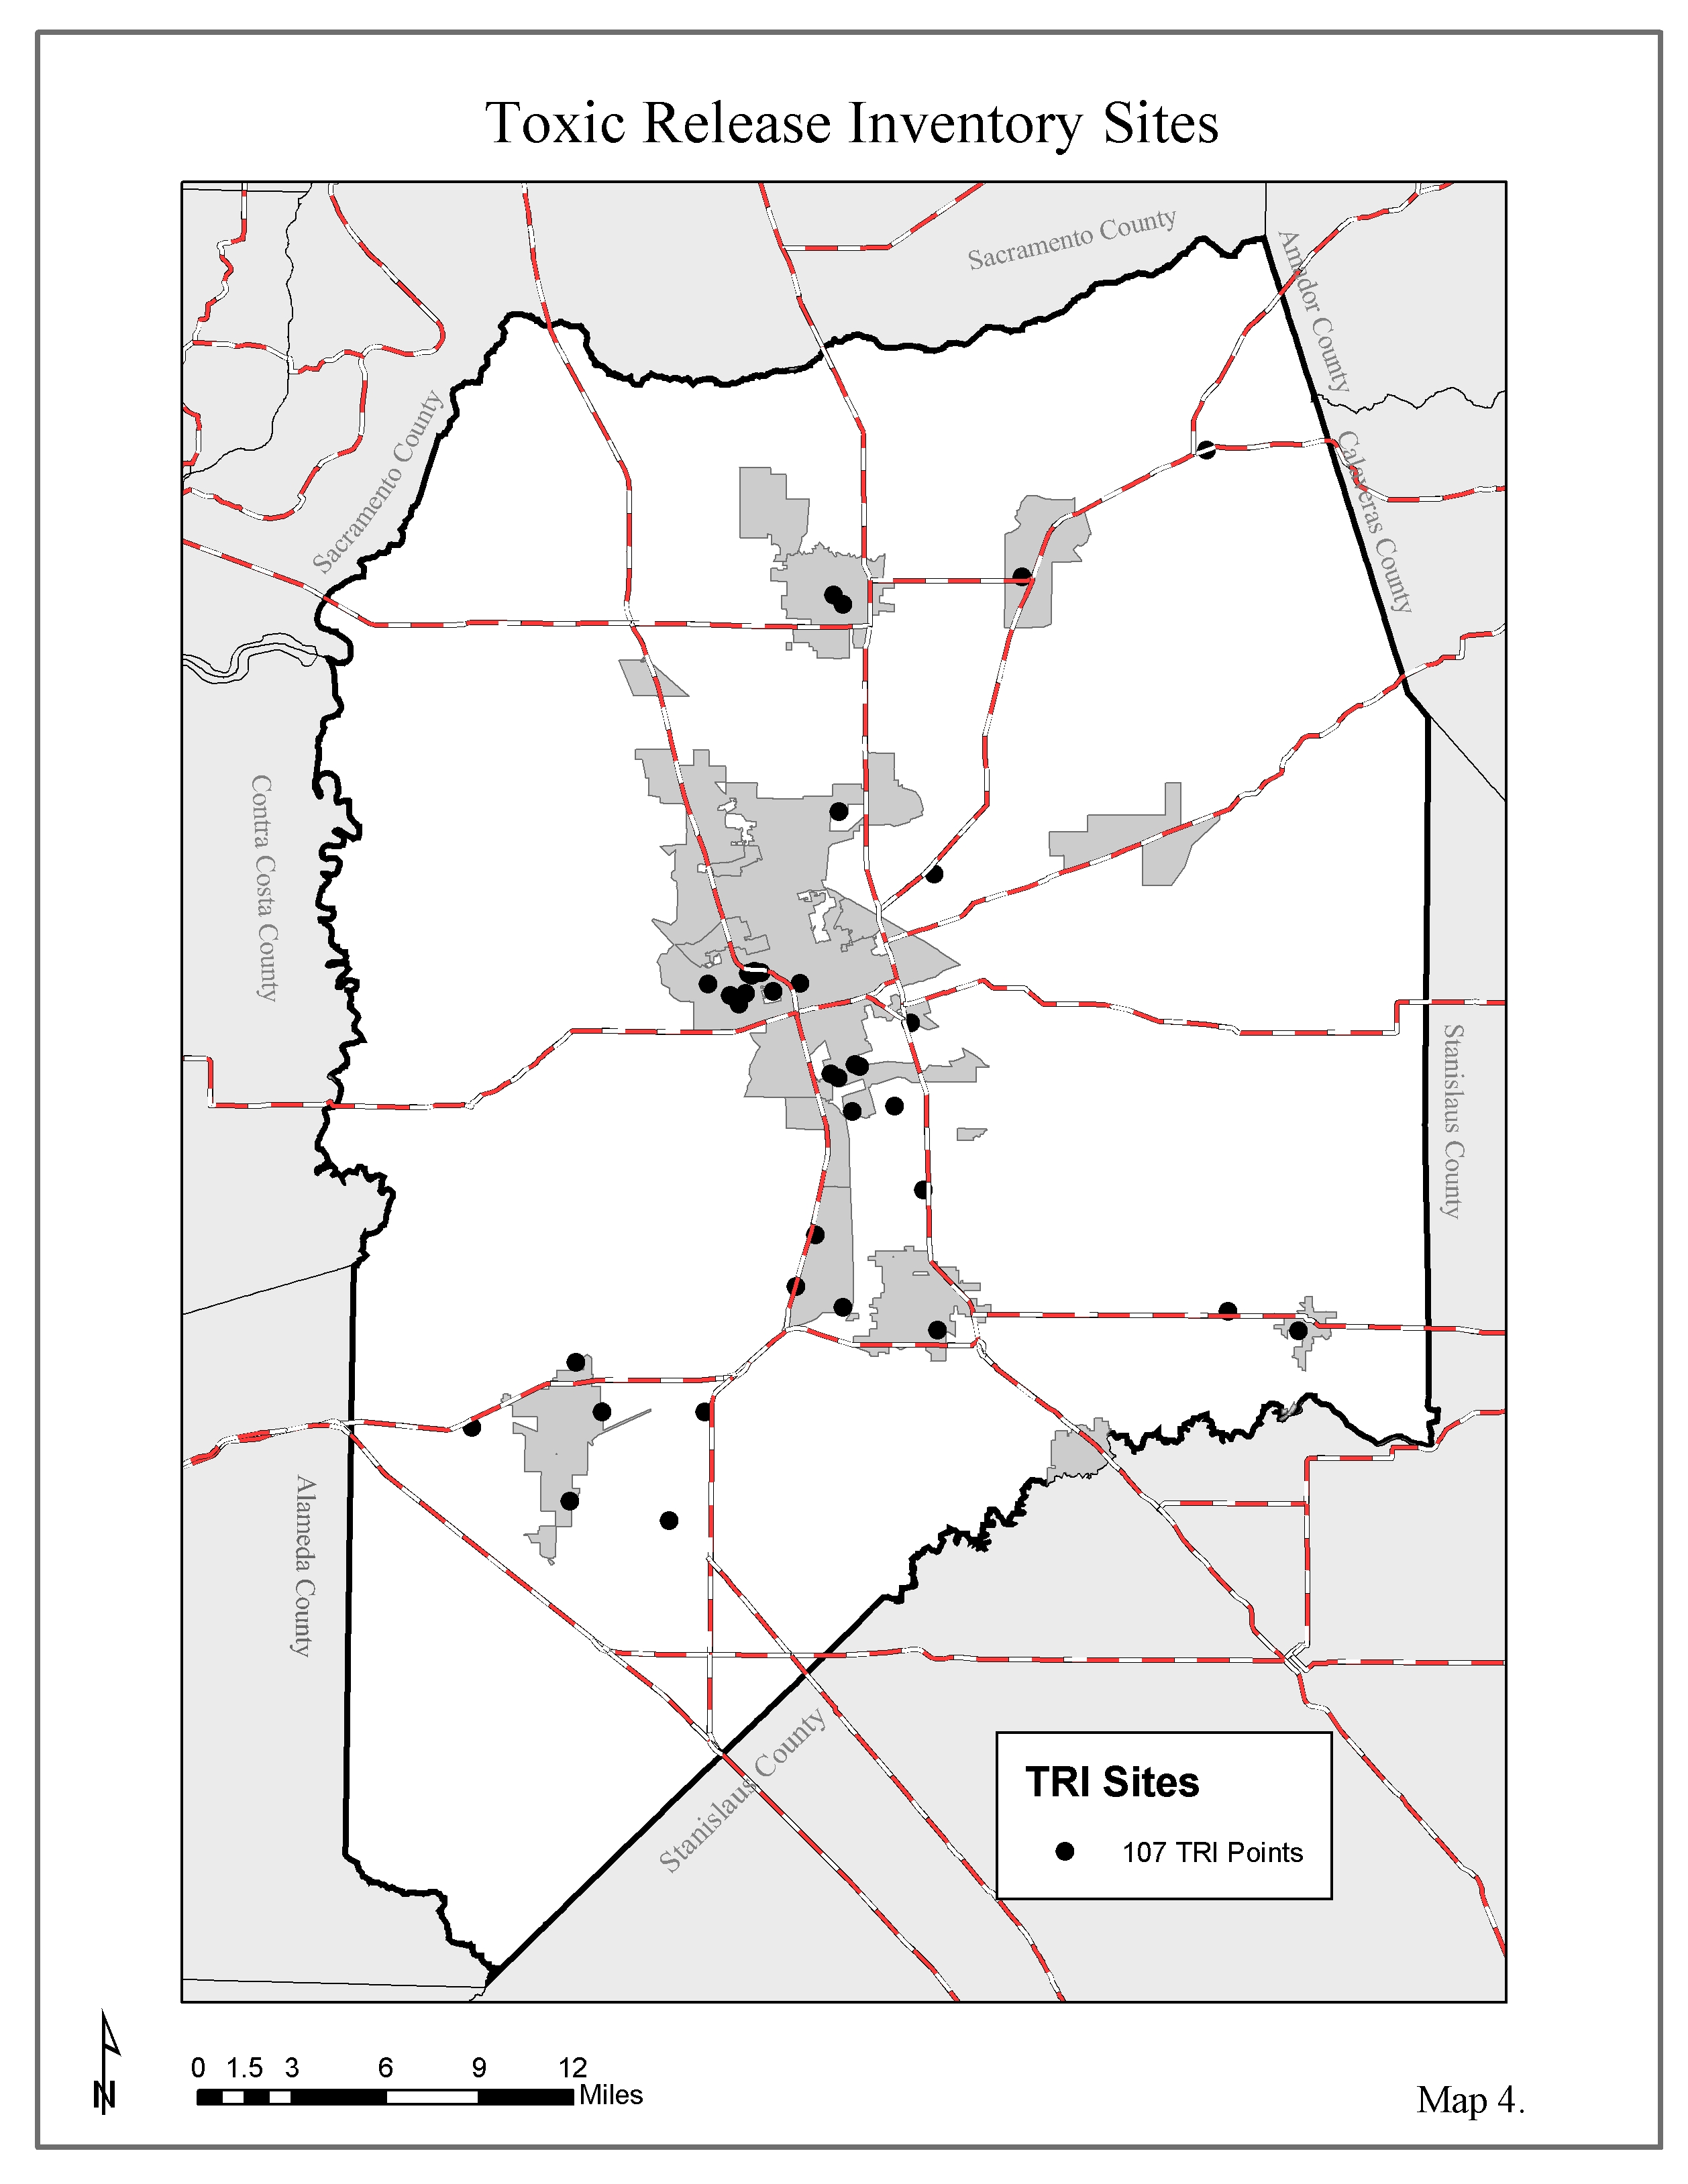 Toxic Release Inventory Sites
Sacramento County
Amador County
Sacramento County
Calaveras County
Contra Costa County
Stanislaus County
Alameda County
Stanislaus County
TRI Sites
107 TRI Points
N
0 1.5 3 6 9 12
Miles
Map 4.